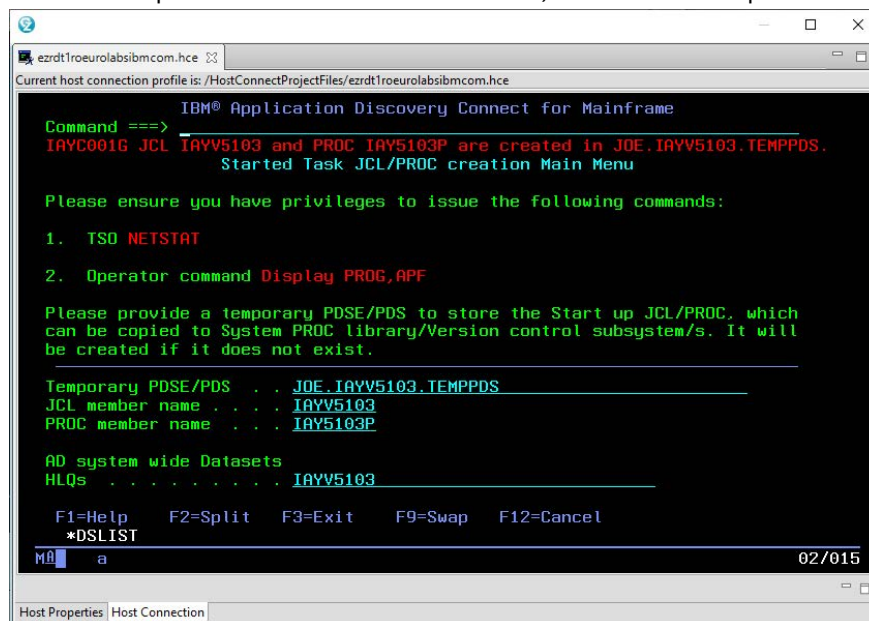 ezrdt1roeurolabsibmcom.hce
Current host connection profile is: /HostConnectProjectFiles/ezrdt1roeurolabsibmcom.hce
IBM® Application Discovery Connect for Mainframe
Command ===>
IAYC001G JCL IAYV5103 and PROC IAY5103P are created in JOE.IAYV5103.TEMPPDS.
Started Task JCL/PROC creation Main Menu
Please ensure you have privileges to issue the following commands:
1. TSO NETSTAT
2. Operator command Display PROG,APF
Please provide a temporary PDSE/PDS to store the Start up JCL/PROC, which
can be copied to System PROC library/Version control subsystem/s. It will
be created if it does not exist.
Temporary PDSE/PDS . . JOE.IAYV5103.TEMPPDS
JCL member name . . . . IAYV5103
PROC member name . . . IAY5103P
AD system wide Datasets
HLQs . . . . . . . . . IAYV5103
F1=Help F2=Split F3=Exit F9=Swap F12=Cancel
*DSLIST
MA a 02/015
Host Properties Host Connection